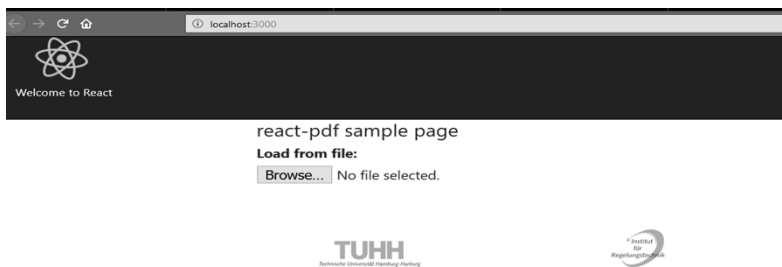 localhost:3000
Welcome to React
react-pdf sample page
Load from file:
Browse... No file selected.
TUHH
Technische Universität Hamburg-Harburg
Institut
für
Regelungstechnik